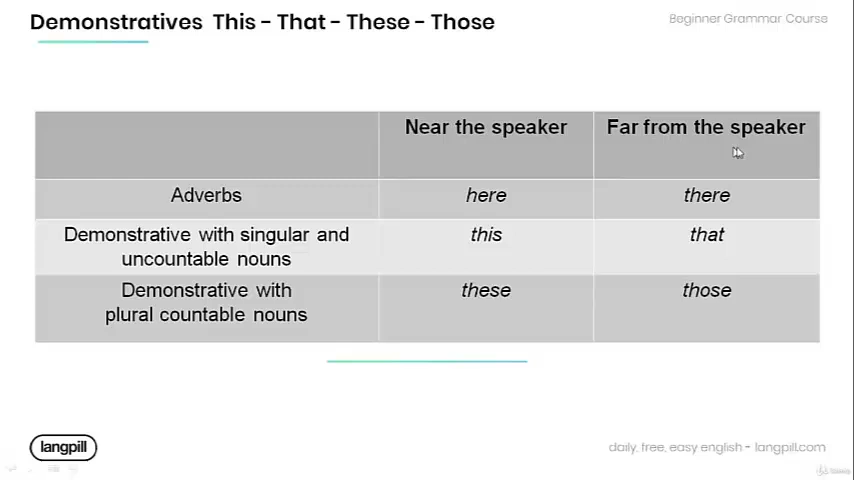 Demonstratives This - That - These - Those
Beginner Grammar Course
Near the speaker
Far from the speaker
Adverbs
here
there
Demonstrative with singular and
uncountable nouns
this
that
Demonstrative with
plural countable nouns
these
those
langpill
daily, free, easy english - langpill.com